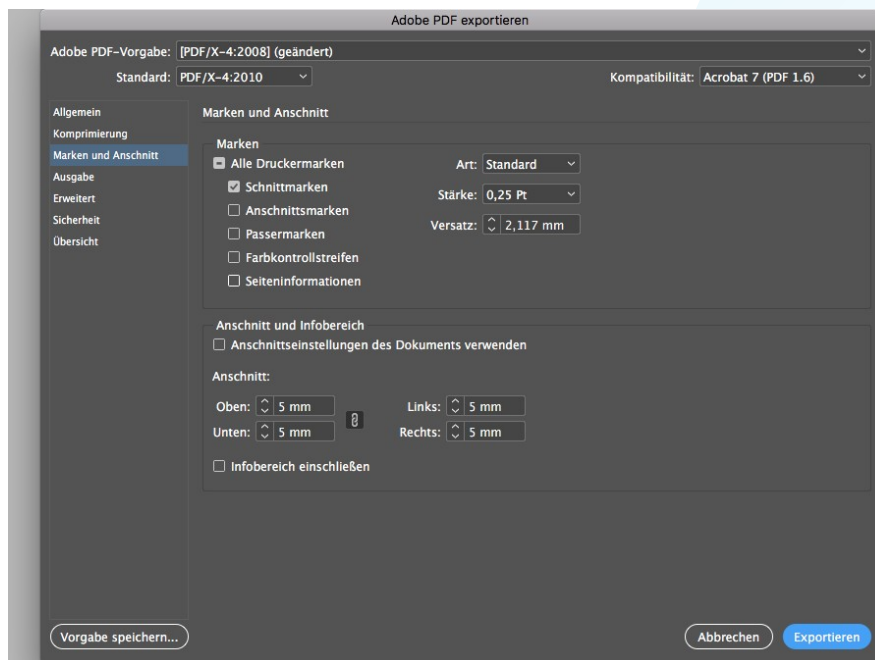 Adobe PDF exportieren
Adobe PDF-Vorgabe: [PDF/X-4:2008] (geändert)
Standard: PDF/X-4:2010 Kompatibilität: Acrobat 7 (PDF 1.6)
Allgemein
Komprimierung
Marken und Anschnitt
Ausgabe
Erweitert
Sicherheit
Übersicht
Marken und Anschnitt
Marken
Alle Druckermarken
Schnittmarken
Anschnittsmarken
Passermarken
Farbkontrollstreifen
Seiteninformationen
Art: Standard
Stärke: 0,25 Pt
Versatz: 2,117 mm
Anschnitt und Infobereich
Anschnittseinstellungen des Dokuments verwenden
Anschnitt:
Oben: 5 mm Links: 5 mm
Unten: 5 mm Rechts: 5 mm
Infobereich einschließen
Vorgabe speichern... Abbrechen Exportieren